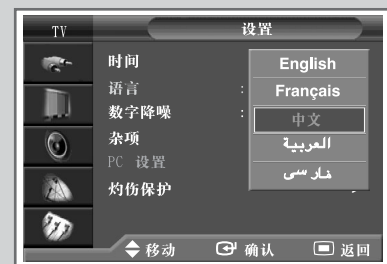 TV
设置
时间
语言 :
数字降噪 :
杂项
PC 设置
灼伤保护
English
Français
中文
العربية
فارسی
移动 确认 返回